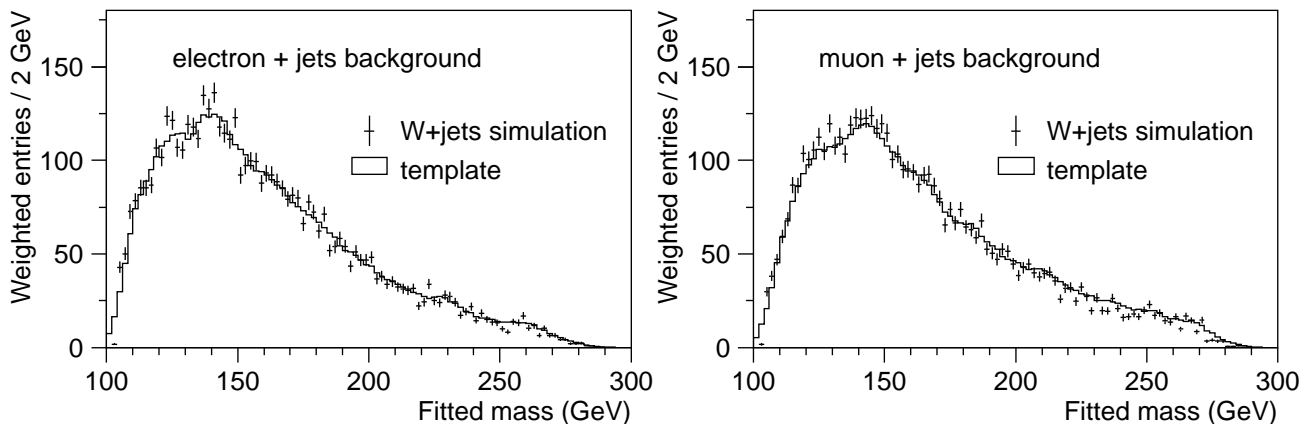 Weighted entries / 2 GeV
electron + jets background
W+jets simulation
template
150
100
50
0
100 150 200 250 300
Fitted mass (GeV)
Weighted entries / 2 GeV
muon + jets background
W+jets simulation
template
150
100
50
0
100 150 200 250 300
Fitted mass (GeV)